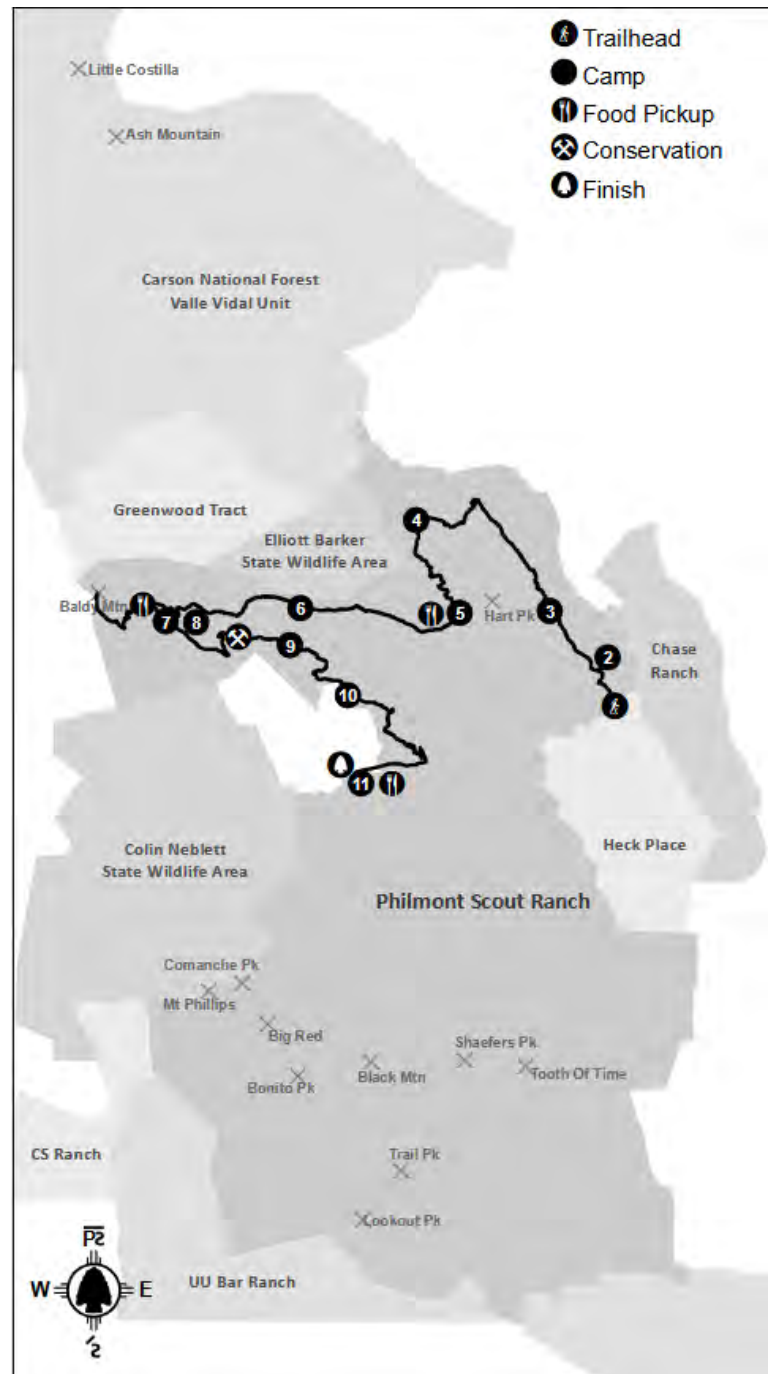 Trailhead
Camp
Food Pickup
Conservation
Finish
Little Costilla
Ash Mountain
Carson National Forest
Valle Vidal Unit
Greenwood Tract
Elliott Barker
State Wildlife Area
4
Baldy Mtn
Hart Pk
7
8
6
5
3
2
Chase
Ranch
9
10
11
Heck Place
Colin Neblett
State Wildlife Area
Philmont Scout Ranch
Comanche Pk
Mt Phillips
Big Red
Bonito Pk
Black Mtn
Shaefers Pk
Tooth Of Time
CS Ranch
Trail Pk
Lookout Pk
UU Bar Ranch
W
E